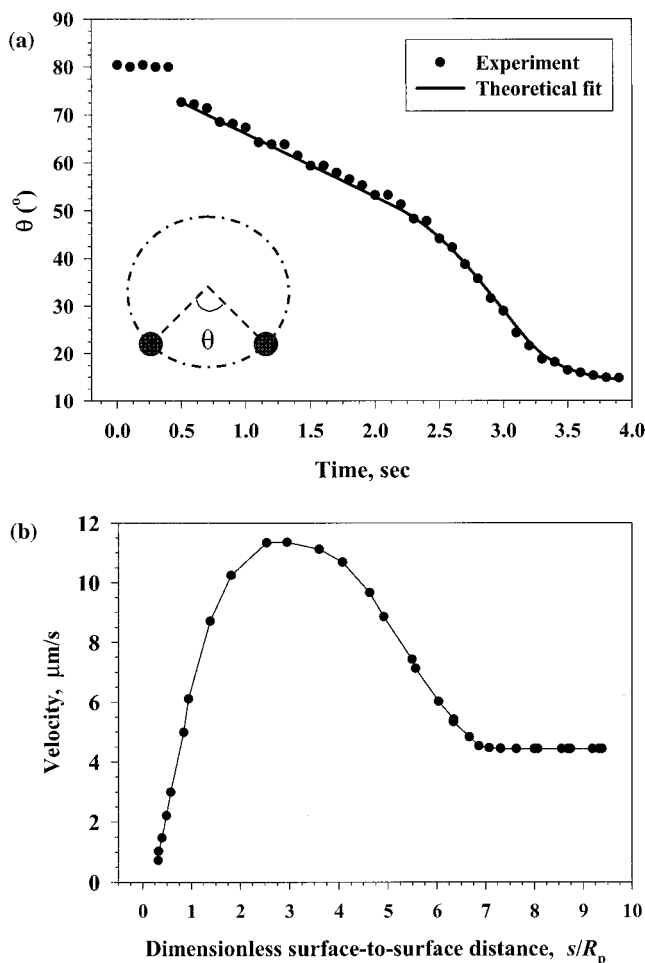 (a)
90
80
70
60
50
40
30
20
10
θ (°)
Experiment
Theoretical fit
θ
0.0 0.5 1.0 1.5 2.0 2.5 3.0 3.5 4.0
Time, sec
(b)
12
10
8
6
4
2
0
Velocity, μm/s
0 1 2 3 4 5 6 7 8 9 10
Dimensionless surface-to-surface distance, s/Rp